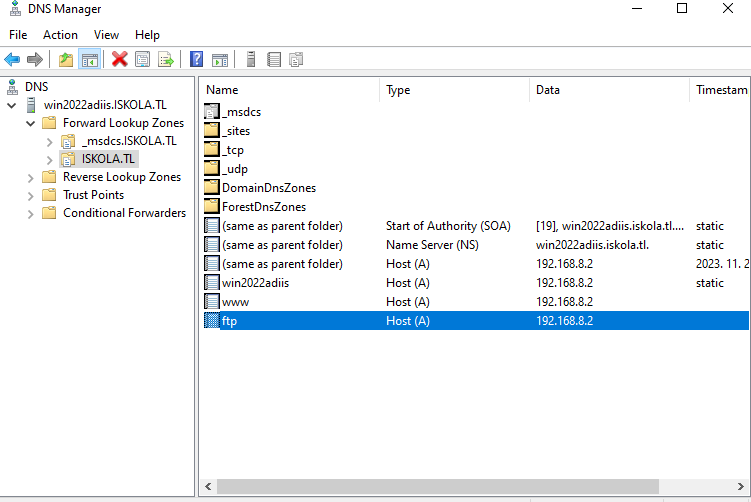 DNS Manager
File Action View Help
DNS
win2022adiis.ISKOLA.TL
Forward Lookup Zones
_msdcs.ISKOLA.TL
ISKOLA.TL
Reverse Lookup Zones
Trust Points
Conditional Forwarders
Name Type Data Timestam
_msdcs
_sites
_tcp
_udp
DomainDnsZones
ForestDnsZones
(same as parent folder) Start of Authority (SOA) [19], win2022adiis.iskola.tl.... static
(same as parent folder) Name Server (NS) win2022adiis.iskola.tl. static
(same as parent folder) Host (A) 192.168.8.2 2023. 11. 2
win2022adiis Host (A) 192.168.8.2 static
www Host (A) 192.168.8.2
ftp Host (A) 192.168.8.2